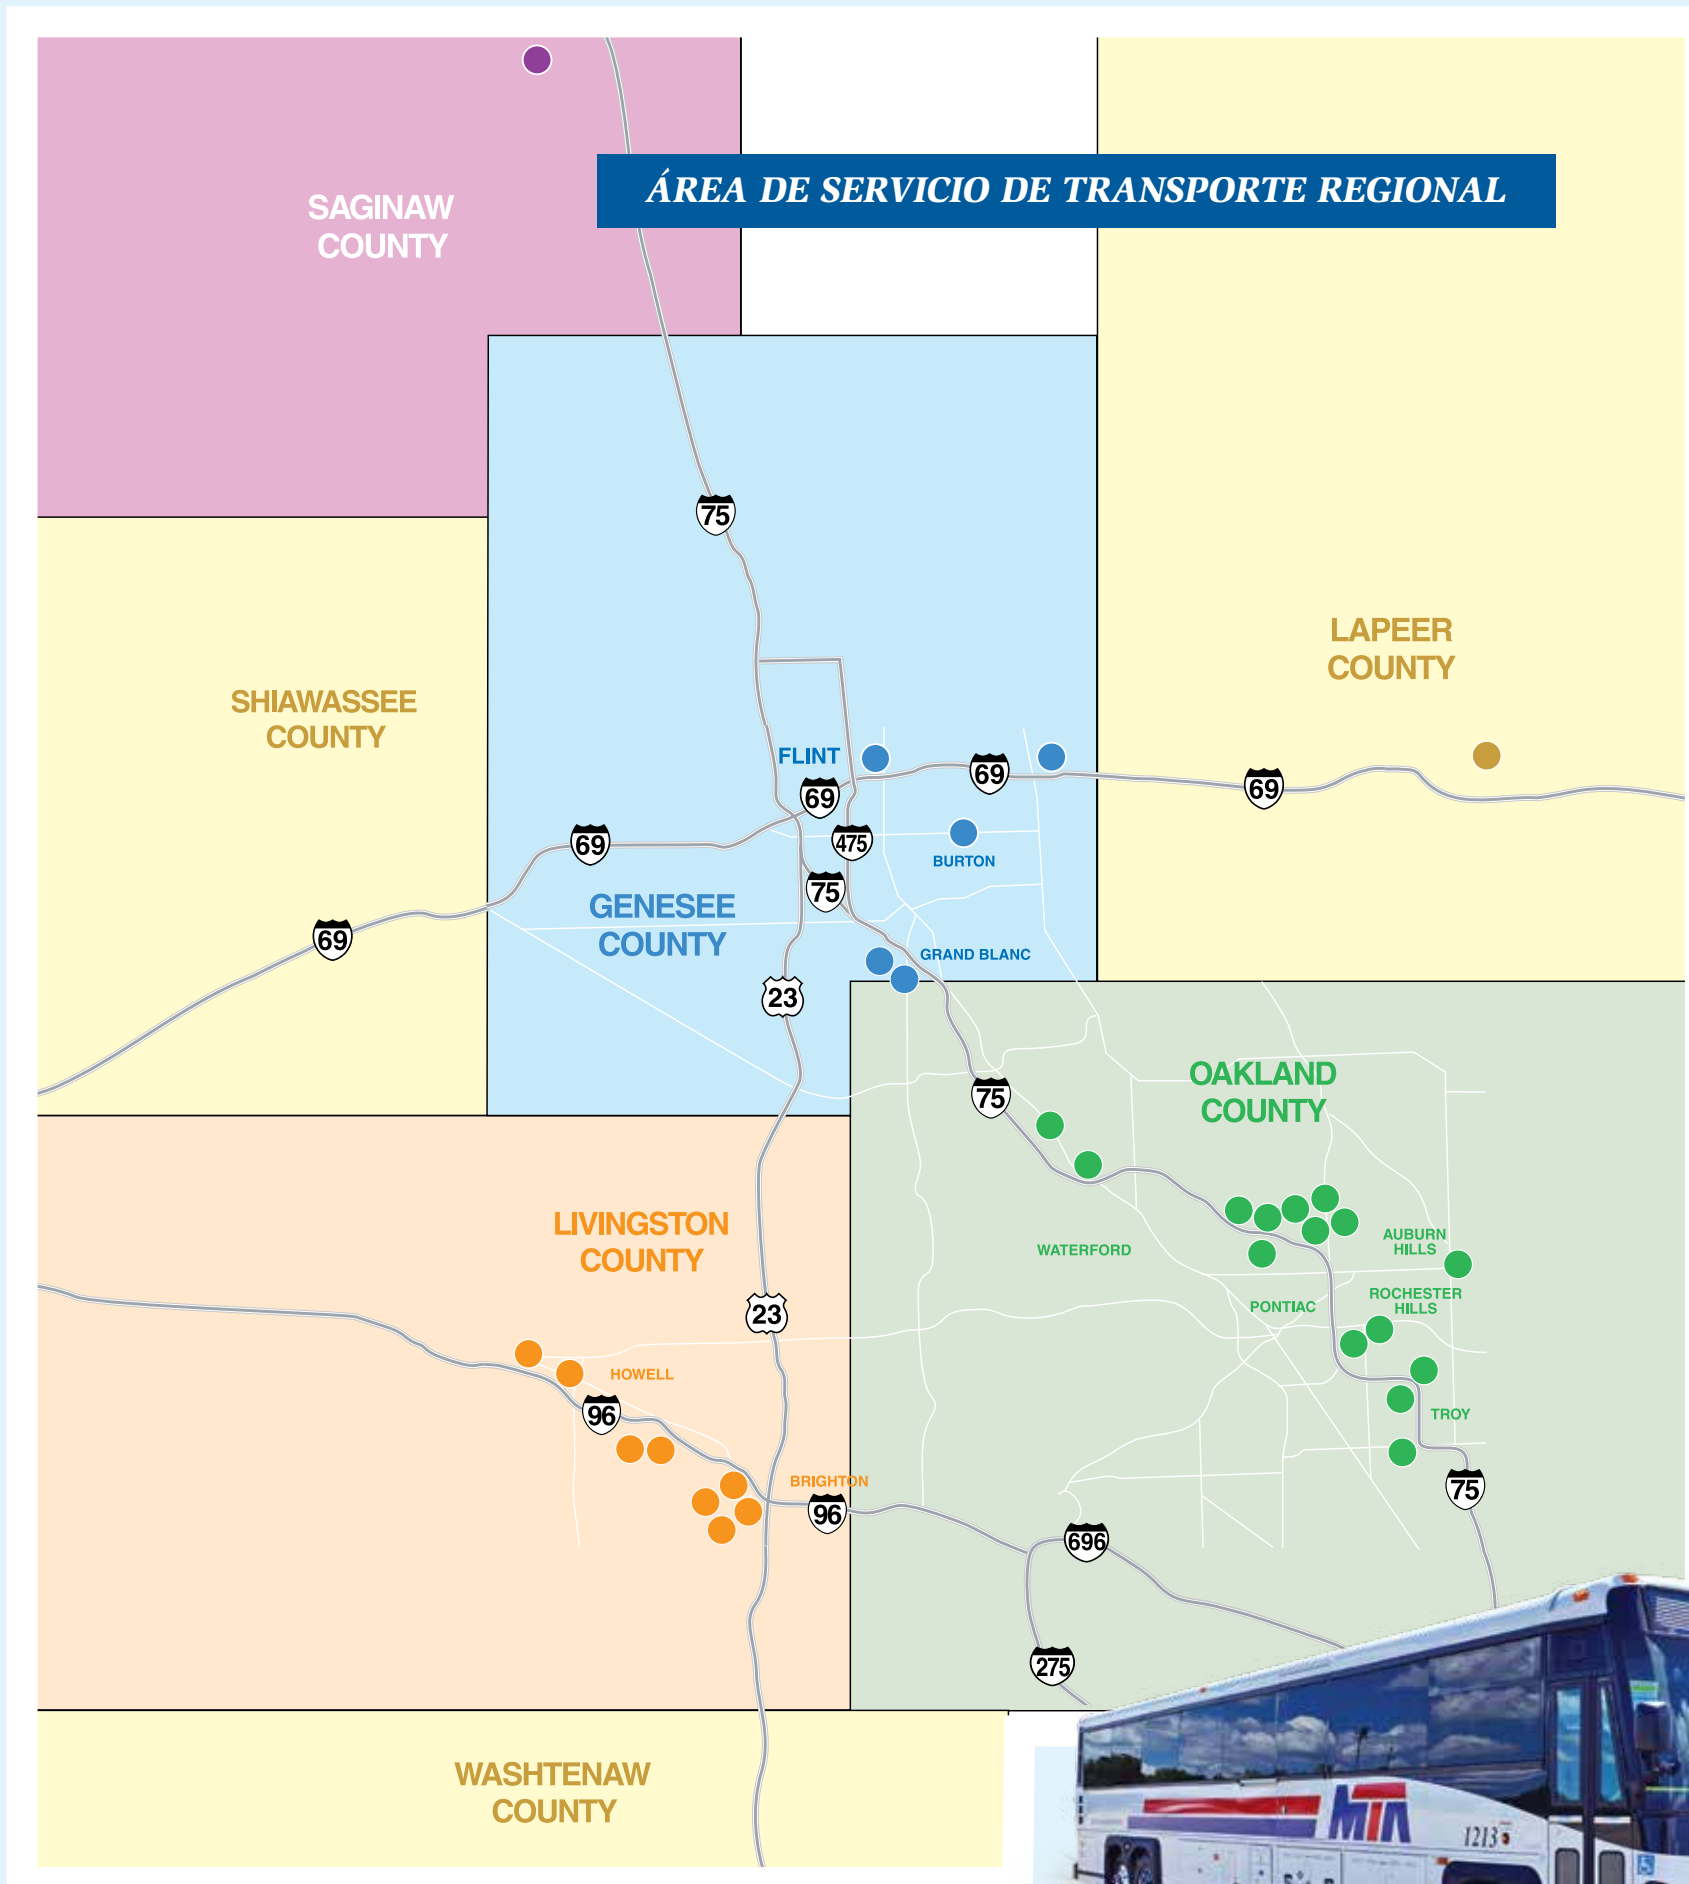 ÁREA DE SERVICIO DE TRANSPORTE REGIONAL
SAGINAW
COUNTY
75
LAPEER
COUNTY
SHIAWASSEE
COUNTY
FLINT
69
69
69
69
475
BURTON
75
GENESEE
COUNTY
69
GRAND BLANC
23
OAKLAND
COUNTY
75
LIVINGSTON
COUNTY
WATERFORD
AUBURN
HILLS
PONTIAC
ROCHESTER
HILLS
23
HOWELL
96
TROY
BRIGHTON
96
75
696
275
WASHTENAW
COUNTY
MTA
1213